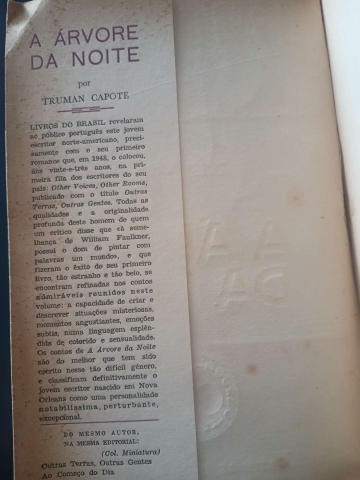 A ÁRVORE
DA NOITE
por
TRUMAN CAPOTE
LIVROS DO BRASIL revelaram
ao público português este jovem
escritor norte-americano, preci-
samente com o seu primeiro
romance que, em 1948, o colocou,
aos vinte-e-três anos, na pri-
meira fila dos escritores do seu
país: Other Voices, Other Rooms,
publicado com o título Outras
Terras, Outras Gentes. Todas as
qualidades e a originalidade
profunda deste homem de quem
um crítico disse que «à seme-
lhança de William Faulkner,
possui o dom de pintar com
palavras um mundo», e que
fizeram o êxito do seu primeiro
livro, tão estranho e tão belo, se
encontram refinadas nos contos
admiráveis reunidos neste
volume: a capacidade de criar e
descrever situações misteriosas,
momentos angustiantes, emoções
subtis, numa linguagem esplên-
dida de colorido e sensualidade.
Os contos de A Árvore da Noite
são do melhor que tem sido
escrito nesse tão difícil género,
e classificam definitivamente o
jovem escritor nascido em Nova
Orleans como uma personalidade
notabilíssima, perturbante,
excepcional.
DO MESMO AUTOR,
NA MESMA EDITORIAL:
(Col. Miniatura)
Outras Terras, Outras Gentes
Ao Começo do Dia